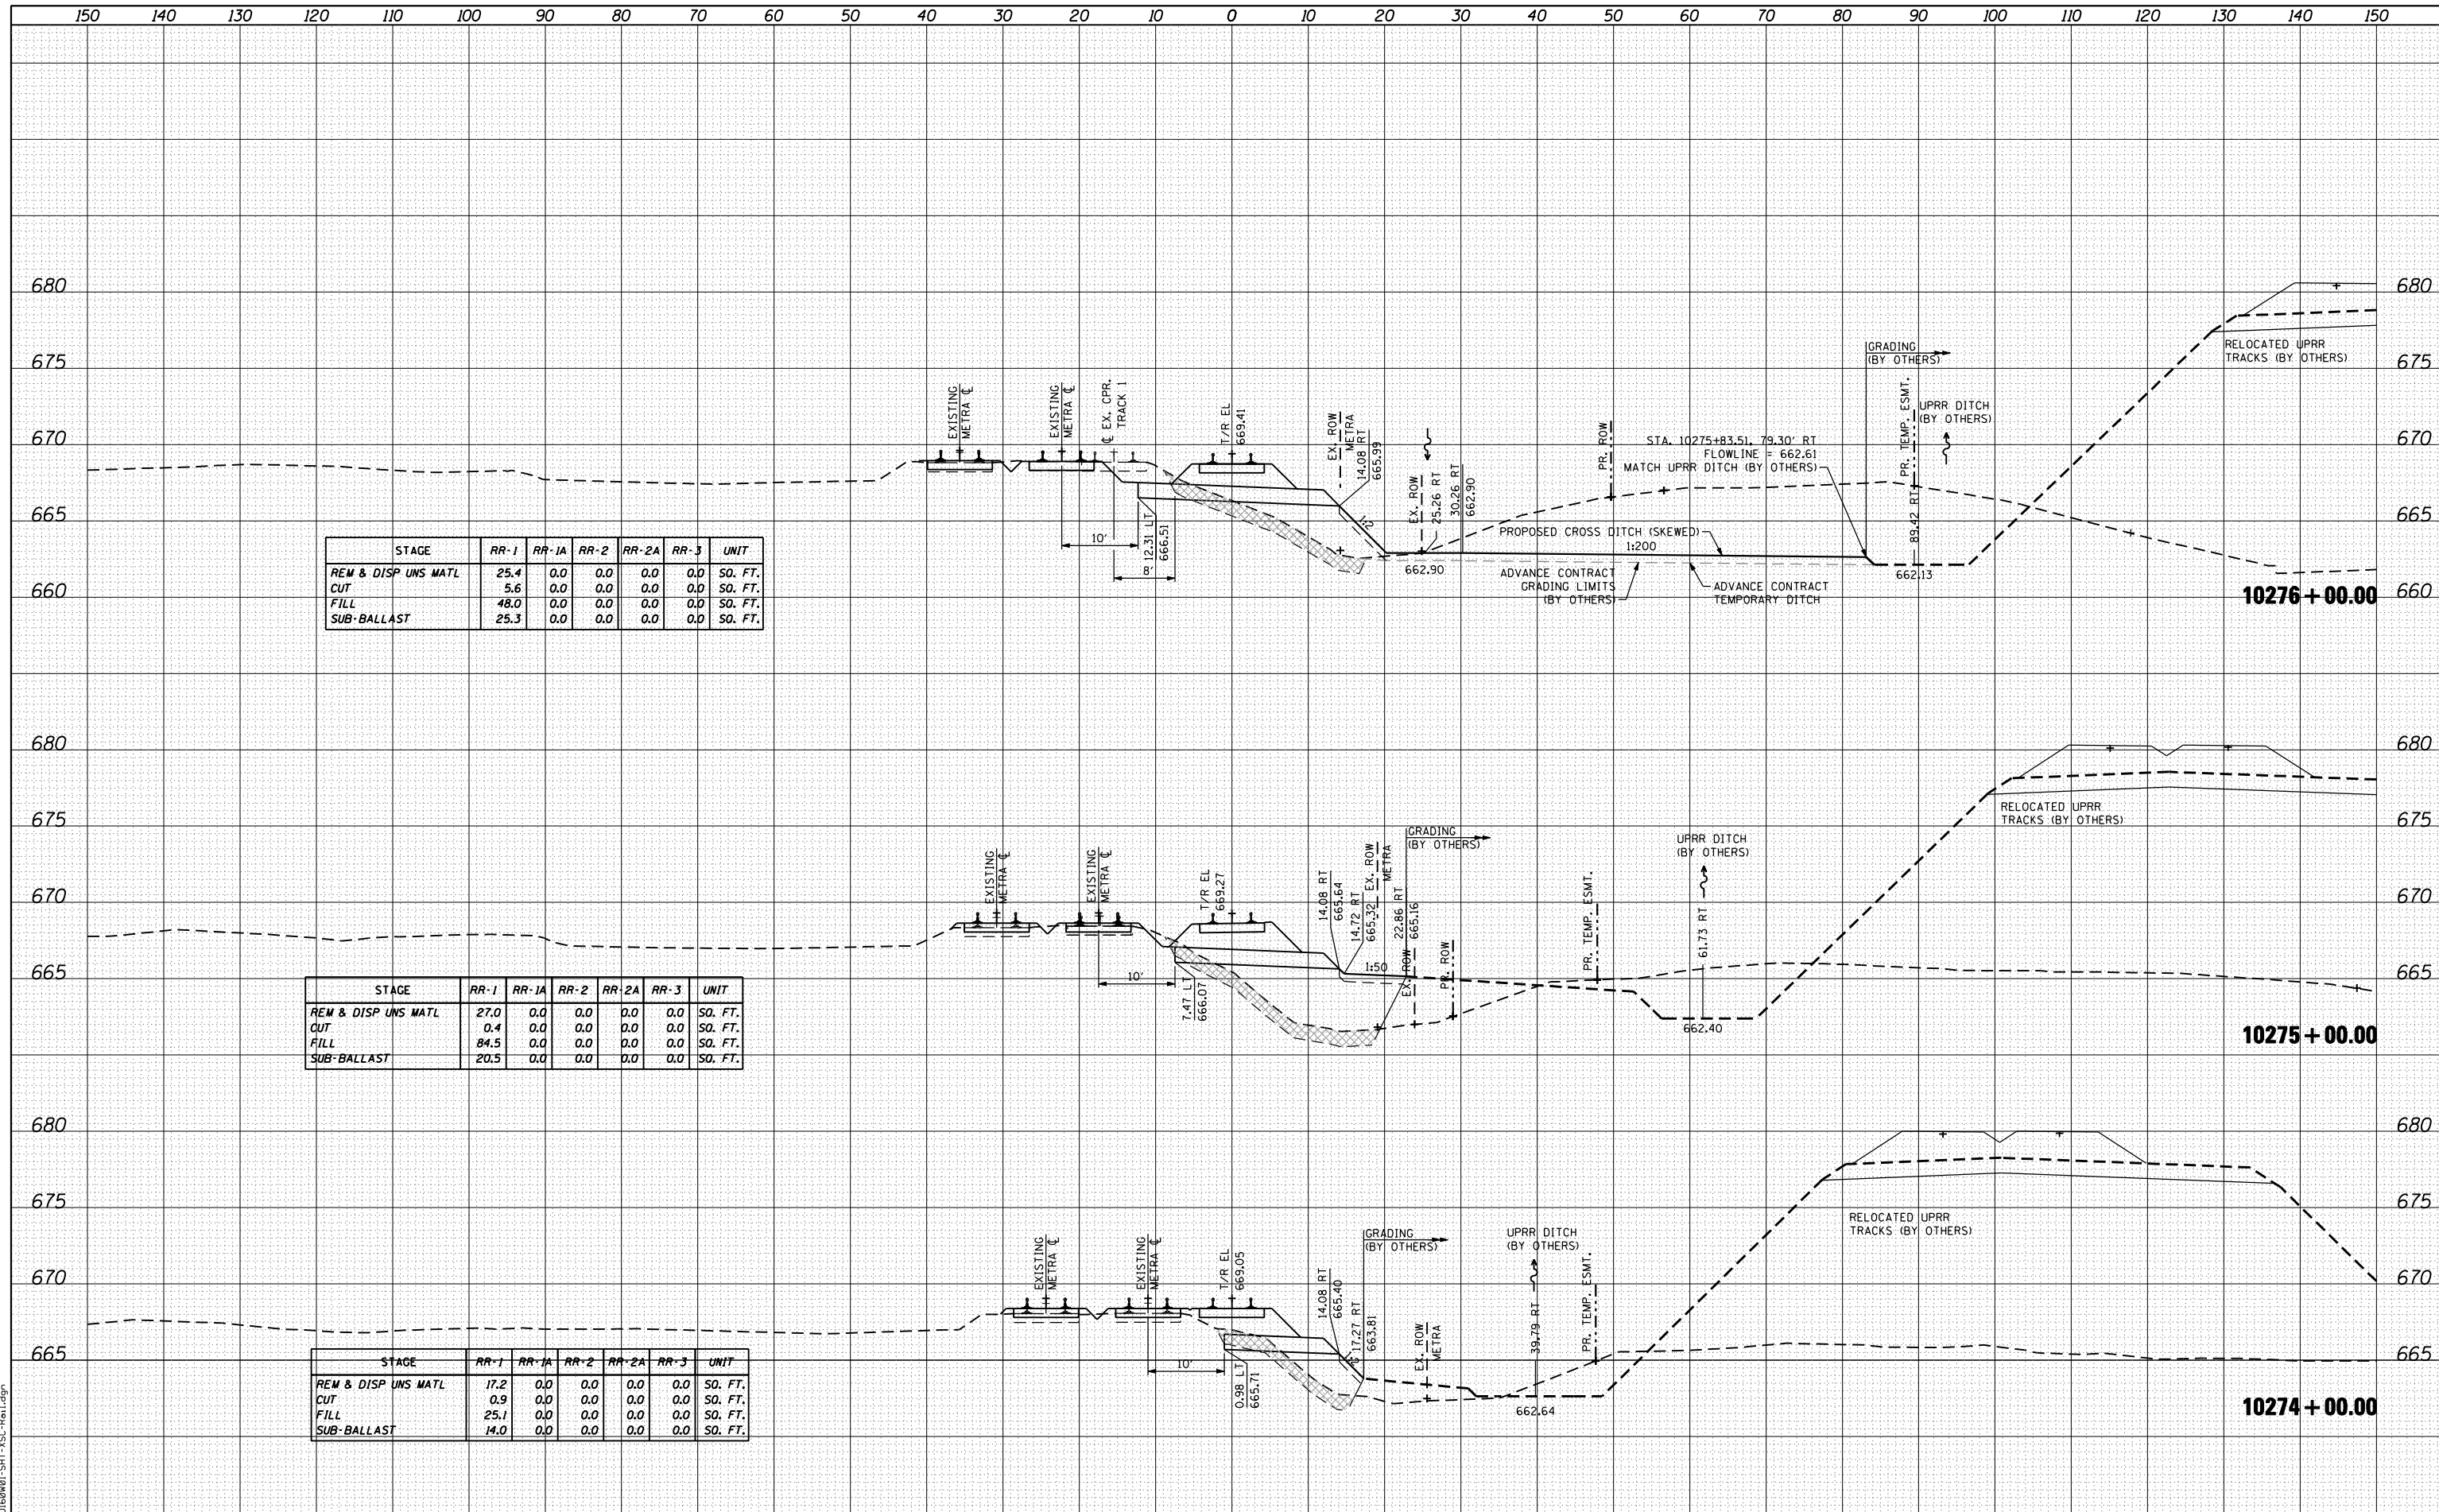 150 140 130 120 110 100 90 80 70 60 50 40 30 20 10 0 10 20 30 40 50 60 70 80 90 100 110 120 130 140 150
680 680
675 675
670 670
665 665
660 660
EXISTING
METRA ℄
EXISTING
METRA ℄
℄ EX. CPR.
TRACK 1
T/R EL
669.41
EX. ROW
METRA
14.08 RT
665.99
1:2
EX. ROW
25.26 RT
30.26 RT
662.90
662.90
PR. ROW
STA. 10275+83.51, 79.30' RT
FLOWLINE = 662.61
MATCH UPRR DITCH (BY OTHERS)
GRADING
(BY OTHERS)
PR. TEMP. ESMT.
UPRR DITCH
(BY OTHERS)
89.42 RT
662.13
RELOCATED UPRR
TRACKS (BY OTHERS)
PROPOSED CROSS DITCH (SKEWED)
1:200
ADVANCE CONTRACT
GRADING LIMITS
(BY OTHERS)
ADVANCE CONTRACT
TEMPORARY DITCH
10'
12.31 LT
666.51
8'
STAGE RR-1 RR-1A RR-2 RR-2A RR-3 UNIT
REM & DISP UNS MATL 25.4 0.0 0.0 0.0 0.0 SQ. FT.
CUT 5.6 0.0 0.0 0.0 0.0 SQ. FT.
FILL 48.0 0.0 0.0 0.0 0.0 SQ. FT.
SUB-BALLAST 25.3 0.0 0.0 0.0 0.0 SQ. FT.
10276+00.00
680 680
675 675
670 670
665 665
EXISTING
METRA ℄
EXISTING
METRA ℄
T/R EL
669.27
14.08 RT
665.64
14.72 RT
665.32
EX. ROW
METRA
22.86 RT
665.16
GRADING
(BY OTHERS)
1:50
EX. ROW
PR. ROW
PR. TEMP. ESMT.
UPRR DITCH
(BY OTHERS)
61.73 RT
662.40
RELOCATED UPRR
TRACKS (BY OTHERS)
10'
7.47 LT
666.07
STAGE RR-1 RR-1A RR-2 RR-2A RR-3 UNIT
REM & DISP UNS MATL 27.0 0.0 0.0 0.0 0.0 SQ. FT.
CUT 0.4 0.0 0.0 0.0 0.0 SQ. FT.
FILL 84.5 0.0 0.0 0.0 0.0 SQ. FT.
SUB-BALLAST 20.5 0.0 0.0 0.0 0.0 SQ. FT.
10275+00.00
680 680
675 675
670 670
665 665
EXISTING
METRA ℄
EXISTING
METRA ℄
T/R EL
669.05
14.08 RT
665.40
17.27 RT
663.81
GRADING
(BY OTHERS)
EX. ROW
METRA
UPRR DITCH
(BY OTHERS)
39.79 RT
662.64
PR. TEMP. ESMT.
RELOCATED UPRR
TRACKS (BY OTHERS)
10'
0.98 LT
665.71
STAGE RR-1 RR-1A RR-2 RR-2A RR-3 UNIT
REM & DISP UNS MATL 17.2 0.0 0.0 0.0 0.0 SQ. FT.
CUT 0.9 0.0 0.0 0.0 0.0 SQ. FT.
FILL 25.1 0.0 0.0 0.0 0.0 SQ. FT.
SUB-BALLAST 14.0 0.0 0.0 0.0 0.0 SQ. FT.
10274+00.00